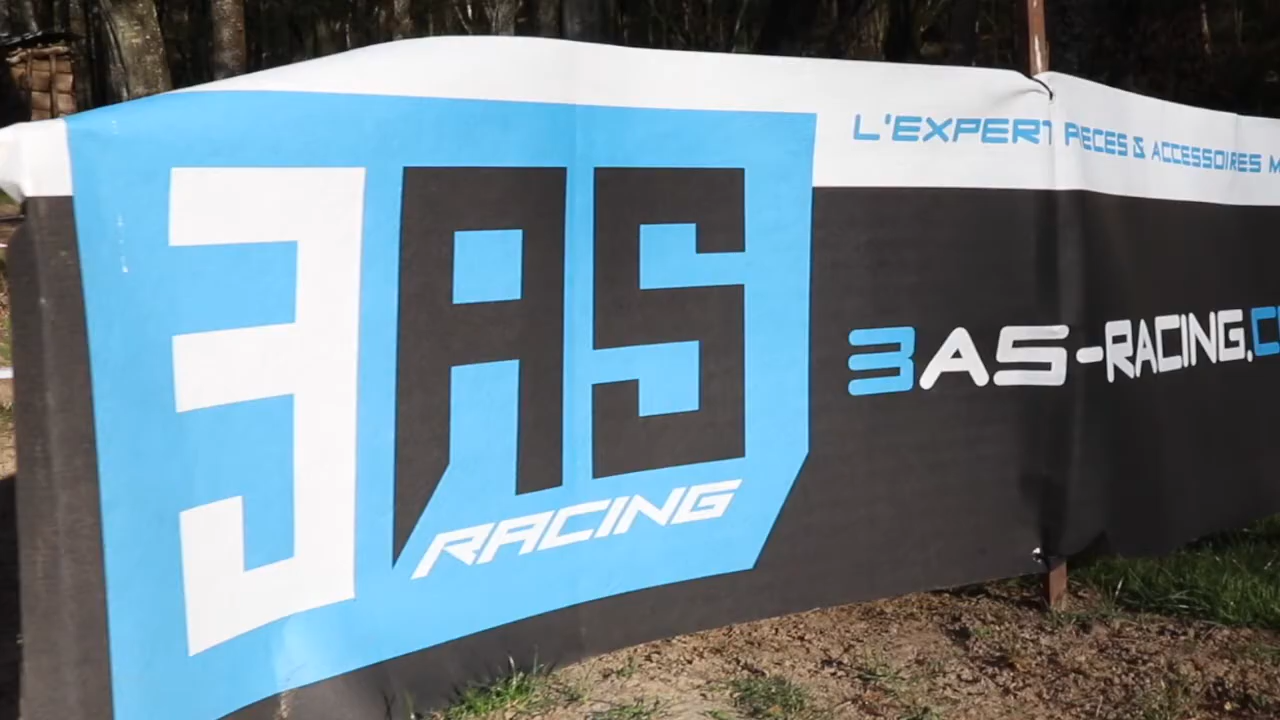 3AS
RACING
L'EXPERT PIECES & ACCESSOIRES
3AS-RACING.